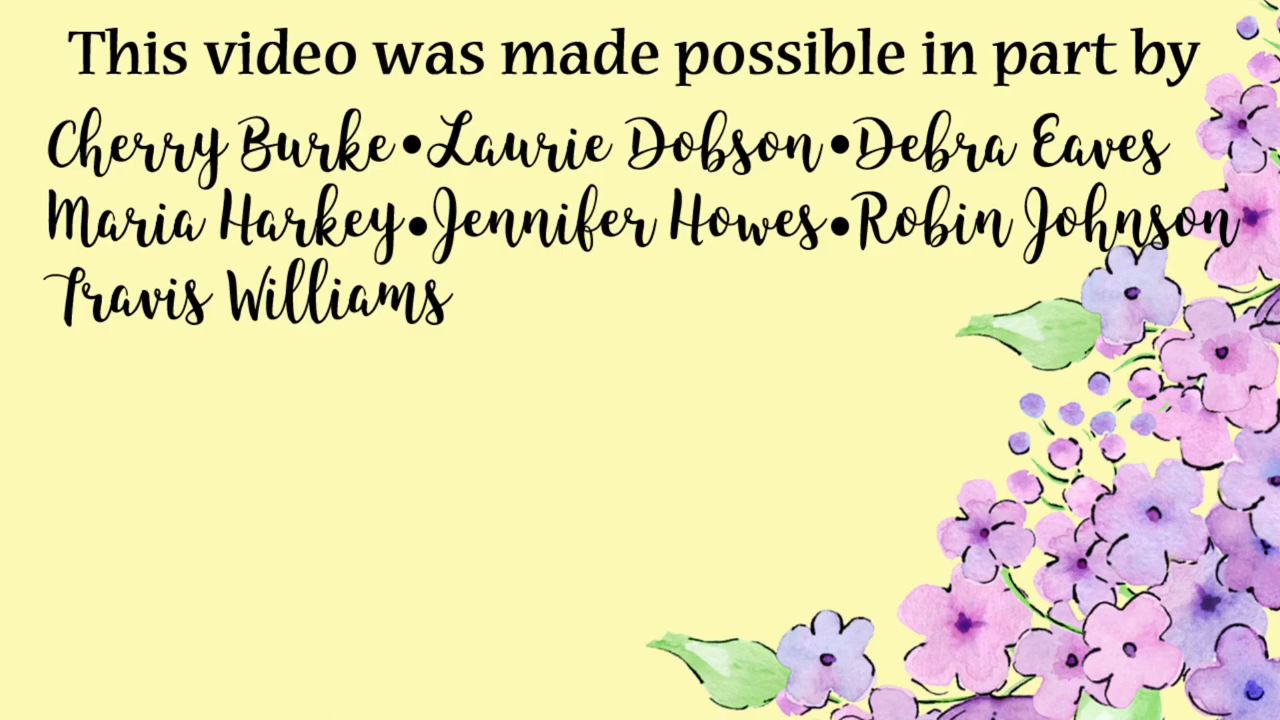 This video was made possible in part by
Cherry Burke•Laurie Dobson•Debra Eaves
Maria Harkey•Jennifer Howes•Robin Johnson
Travis Williams